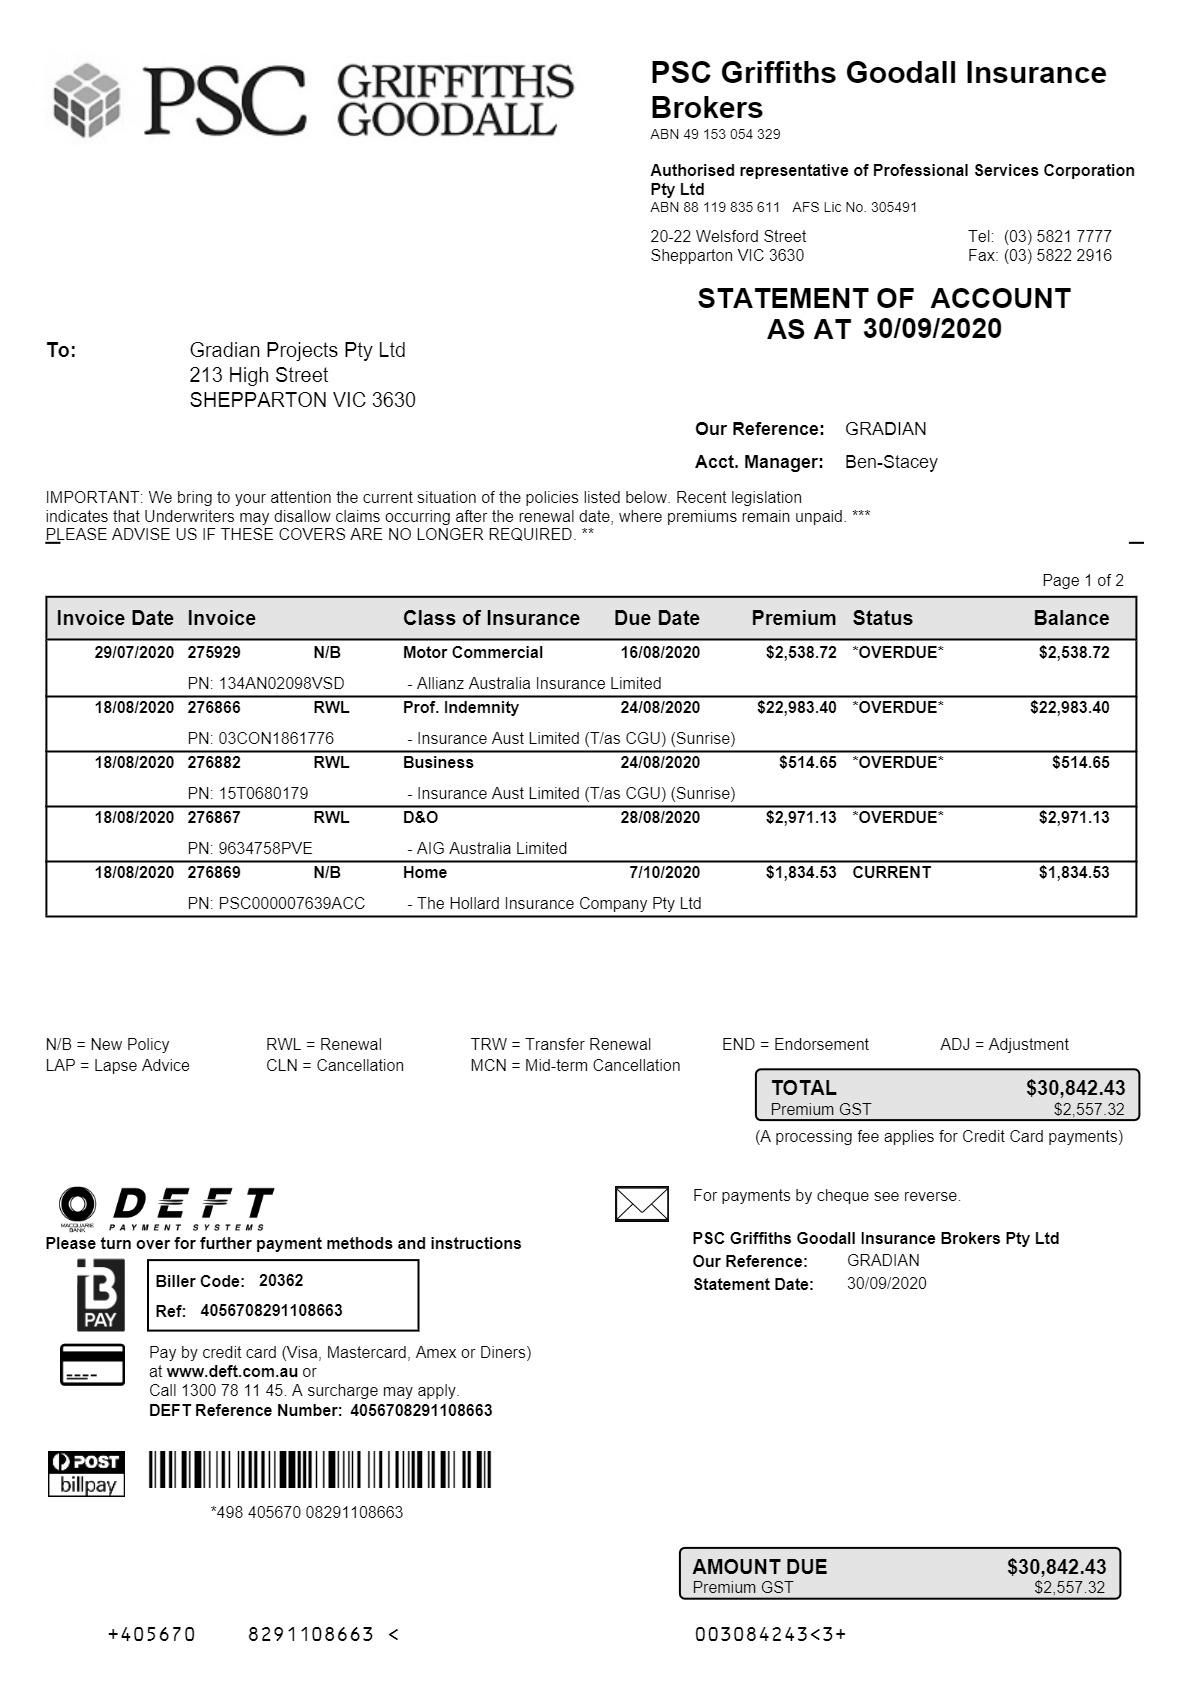 PSC GRIFFITHS GOODALL
PSC Griffiths Goodall Insurance
Brokers
ABN 49 153 054 329
Authorised representative of Professional Services Corporation
Pty Ltd
ABN 88 119 835 611 AFS Lic No. 305491
20-22 Welsford Street Tel: (03) 5821 7777
Shepparton VIC 3630 Fax: (03) 5822 2916
STATEMENT OF ACCOUNT
AS AT 30/09/2020
To: Gradian Projects Pty Ltd
213 High Street
SHEPPARTON VIC 3630
Our Reference: GRADIAN
Acct. Manager: Ben-Stacey
IMPORTANT: We bring to your attention the current situation of the policies listed below. Recent legislation
indicates that Underwriters may disallow claims occurring after the renewal date, where premiums remain unpaid. ***
PLEASE ADVISE US IF THESE COVERS ARE NO LONGER REQUIRED. **
Page 1 of 2
Invoice Date Invoice Class of Insurance Due Date Premium Status Balance
29/07/2020 275929 N/B Motor Commercial 16/08/2020 $2,538.72 *OVERDUE* $2,538.72
PN: 134AN02098VSD - Allianz Australia Insurance Limited
18/08/2020 276866 RWL Prof. Indemnity 24/08/2020 $22,983.40 *OVERDUE* $22,983.40
PN: 03CON1861776 - Insurance Aust Limited (T/as CGU) (Sunrise)
18/08/2020 276882 RWL Business 24/08/2020 $514.65 *OVERDUE* $514.65
PN: 15T0680179 - Insurance Aust Limited (T/as CGU) (Sunrise)
18/08/2020 276867 RWL D&O 28/08/2020 $2,971.13 *OVERDUE* $2,971.13
PN: 9634758PVE - AIG Australia Limited
18/08/2020 276869 N/B Home 7/10/2020 $1,834.53 CURRENT $1,834.53
PN: PSC000007639ACC - The Hollard Insurance Company Pty Ltd
N/B = New Policy RWL = Renewal TRW = Transfer Renewal END = Endorsement ADJ = Adjustment
LAP = Lapse Advice CLN = Cancellation MCN = Mid-term Cancellation
TOTAL $30,842.43
Premium GST $2,557.32
(A processing fee applies for Credit Card payments)
DEFT
PAYMENT SYSTEMS
MACQUARIE
BANK
Please turn over for further payment methods and instructions
B PAY
Biller Code: 20362
Ref: 4056708291108663
Pay by credit card (Visa, Mastercard, Amex or Diners)
at www.deft.com.au or
Call 1300 78 11 45. A surcharge may apply.
DEFT Reference Number: 4056708291108663
POST
billpay
*498 405670 08291108663
For payments by cheque see reverse.
PSC Griffiths Goodall Insurance Brokers Pty Ltd
Our Reference: GRADIAN
Statement Date: 30/09/2020
AMOUNT DUE $30,842.43
Premium GST $2,557.32
+405670 8291108663 < 003084243<3+